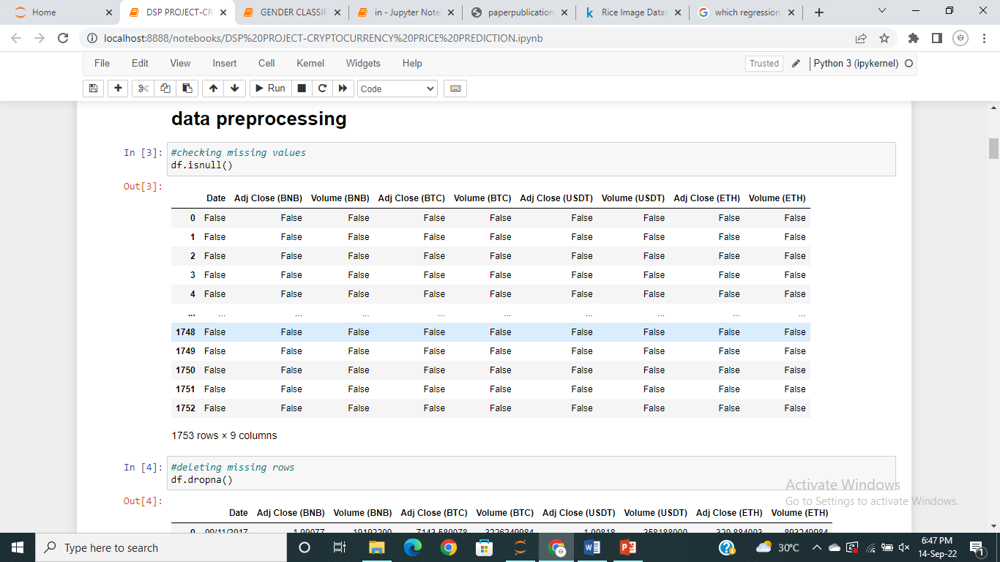 Home
DSP PROJECT-CR
GENDER CLASSIF
in - Jupyter Note
paperpublication
Rice Image Datas
which regression
localhost:8888/notebooks/DSP%20PROJECT-CRYPTOCURRENCY%20PRICE%20PREDICTION.ipynb
File Edit View Insert Cell Kernel Widgets Help Trusted Python 3 (ipykernel)
Run Code
data preprocessing
In [3]: #checking missing values
df.isnull()
Out[3]:
Date Adj Close (BNB) Volume (BNB) Adj Close (BTC) Volume (BTC) Adj Close (USDT) Volume (USDT) Adj Close (ETH) Volume (ETH)
0 False False False False False False False False False
1 False False False False False False False False False
2 False False False False False False False False False
3 False False False False False False False False False
4 False False False False False False False False False
... ... ... ... ... ... ... ... ... ...
1748 False False False False False False False False False
1749 False False False False False False False False False
1750 False False False False False False False False False
1751 False False False False False False False False False
1752 False False False False False False False False False
1753 rows × 9 columns
In [4]: #deleting missing rows
df.dropna()
Activate Windows
Go to Settings to activate Windows.
Out[4]:
Date Adj Close (BNB) Volume (BNB) Adj Close (BTC) Volume (BTC) Adj Close (USDT) Volume (USDT) Adj Close (ETH) Volume (ETH)
0 09/11/2017 1.99077 19192200 7143.580078 3226249984 1.00818 358188000 320.884003 893249984
Type here to search
30°C
6:47 PM
14-Sep-22
1